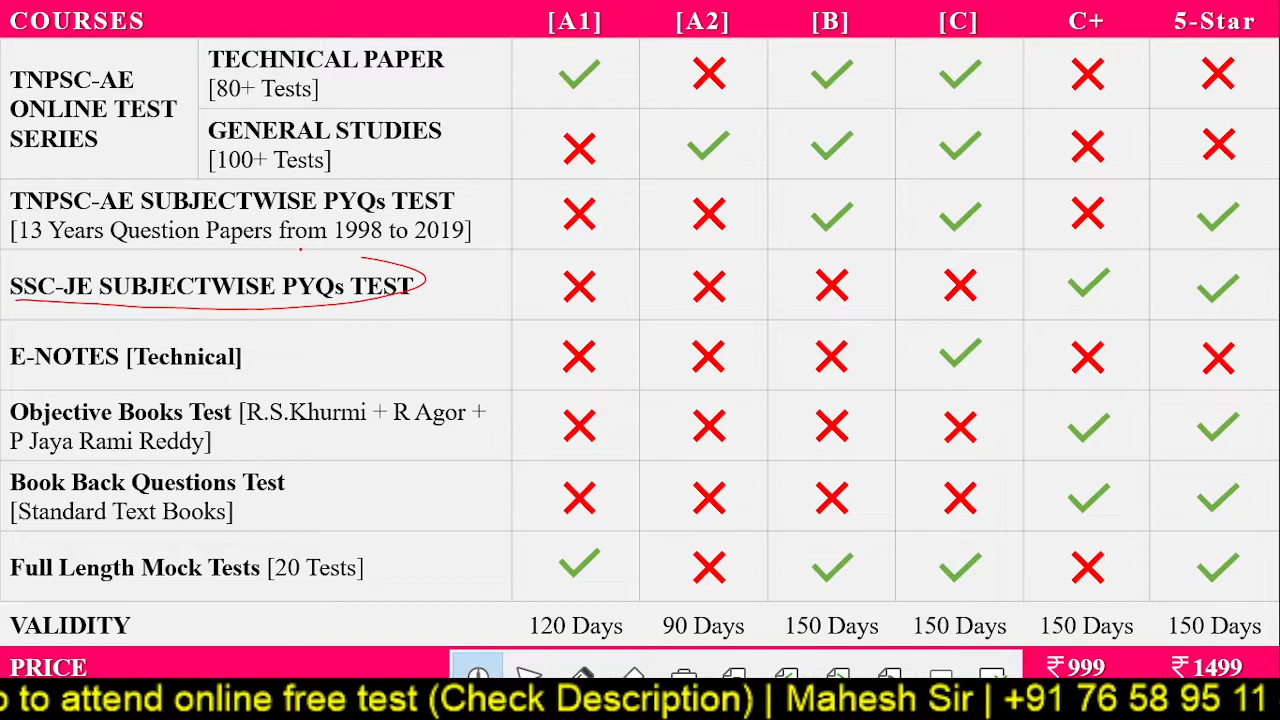 COURSES [A1] [A2] [B] [C] C+ 5-Star
TNPSC-AE
ONLINE TEST
SERIES
TECHNICAL PAPER
[80+ Tests]
GENERAL STUDIES
[100+ Tests]
TNPSC-AE SUBJECTWISE PYQs TEST
[13 Years Question Papers from 1998 to 2019]
SSC-JE SUBJECTWISE PYQs TEST
E-NOTES [Technical]
Objective Books Test [R.S.Khurmi + R Agor +
P Jaya Rami Reddy]
Book Back Questions Test
[Standard Text Books]
Full Length Mock Tests [20 Tests]
VALIDITY 120 Days 90 Days 150 Days 150 Days 150 Days 150 Days
PRICE ₹999 ₹1499
to attend online free test (Check Description) | Mahesh Sir | +91 76 58 95 11